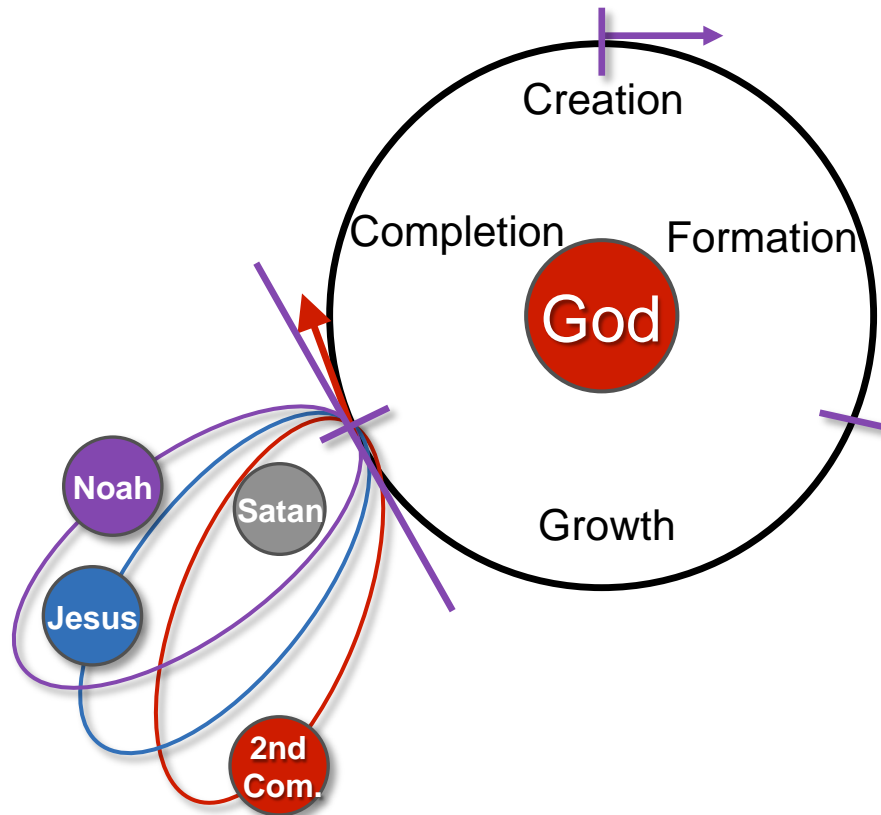 Creation
Completion
Formation
God
Noah
Satan
Growth
Jesus
2nd
Com.